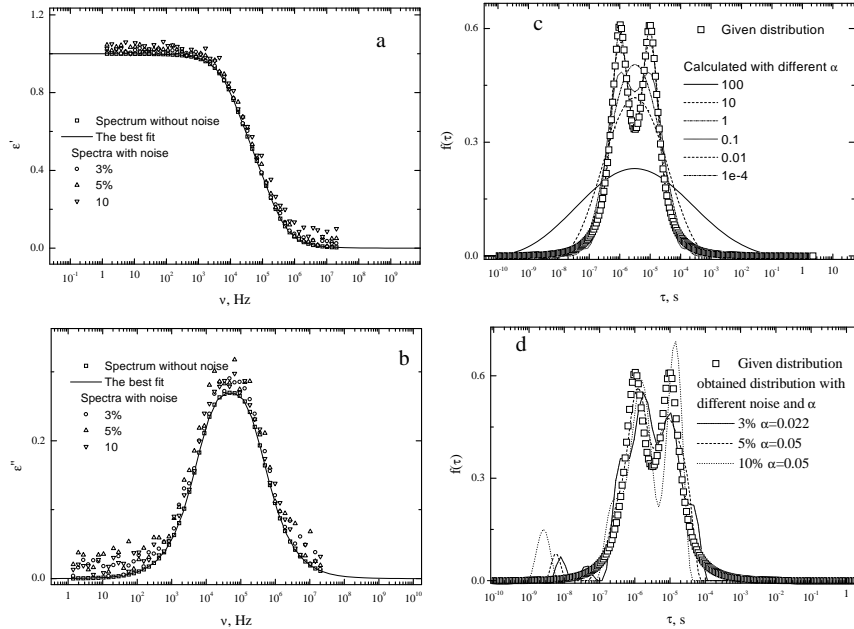 a
ε'
1.2
0.8
0.4
0.0
Spectrum without noise
The best fit
Spectra with noise
3%
5%
10
10⁻¹ 1 10¹ 10² 10³ 10⁴ 10⁵ 10⁶ 10⁷ 10⁸ 10⁹
ν, Hz
c
f(τ)
0.6
0.3
0.0
Given distribution
Calculated with different α
100
10
1
0.1
0.01
1e-4
10⁻¹⁰ 10⁻⁹ 10⁻⁸ 10⁻⁷ 10⁻⁶ 10⁻⁵ 10⁻⁴ 10⁻³ 10⁻² 10⁻¹ 1 10
τ, s
b
ε''
0.2
0.0
Spectrum without noise
The best fit
Spectra with noise
3%
5%
10
1 10¹ 10² 10³ 10⁴ 10⁵ 10⁶ 10⁷ 10⁸ 10⁹ 10¹⁰
ν, Hz
d
f(τ)
0.6
0.3
0.0
Given distribution
obtained distribution with
different noise and α
3% α=0.022
5% α=0.05
10% α=0.05
10⁻¹⁰ 10⁻⁹ 10⁻⁸ 10⁻⁷ 10⁻⁶ 10⁻⁵ 10⁻⁴ 10⁻³ 10⁻² 10⁻¹ 1
τ, s